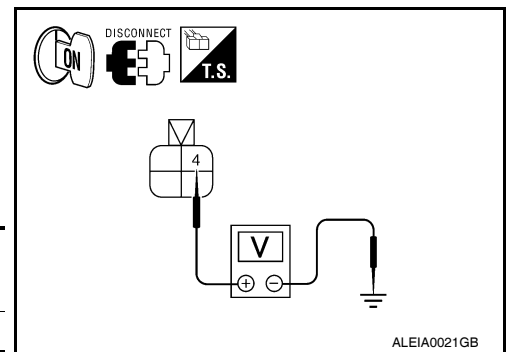 DISCONNECT
ON
T.S.
4
V
+ −
ALEIA0021GB